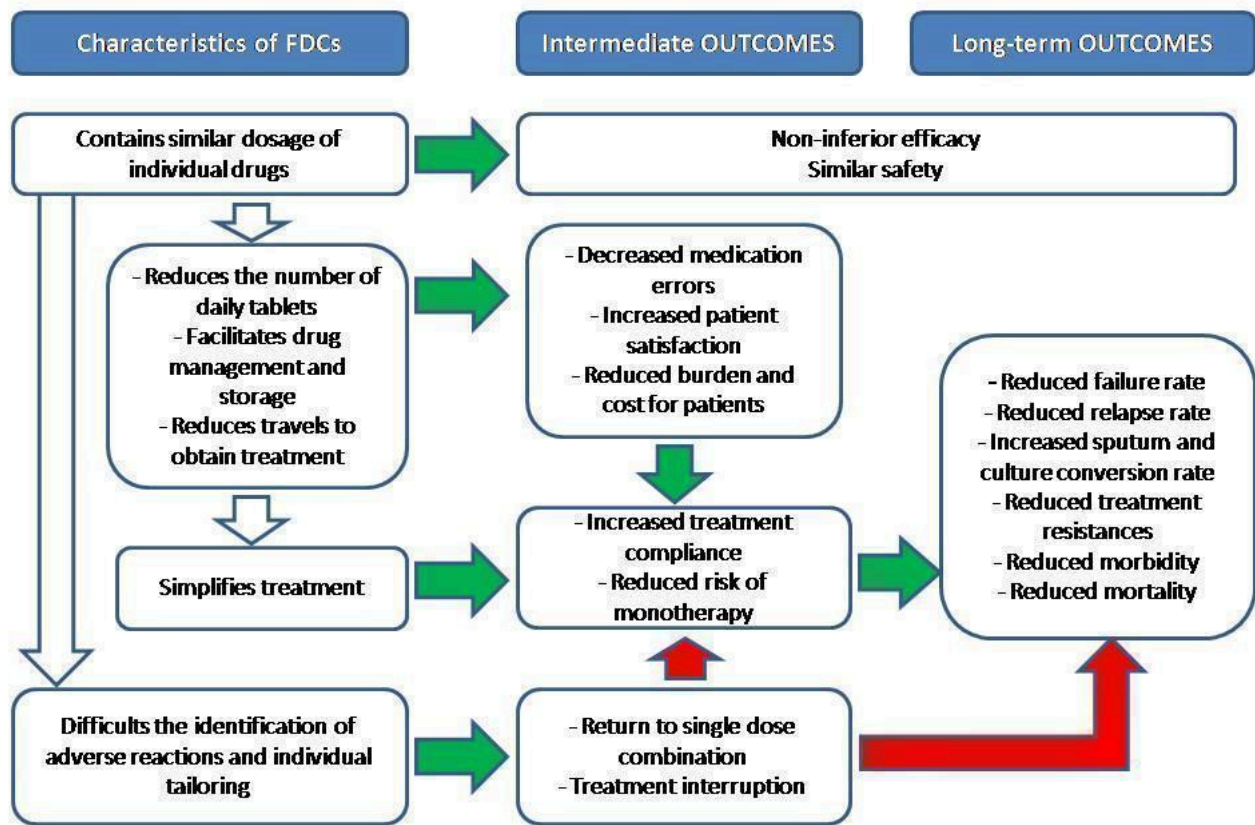 Characteristics of FDCs
Intermediate OUTCOMES
Long-term OUTCOMES
Contains similar dosage of
individual drugs
Non-inferior efficacy
Similar safety
- Reduces the number of
daily tablets
- Facilitates drug
management and
storage
- Reduces travels to
obtain treatment
- Decreased medication
errors
- Increased patient
satisfaction
- Reduced burden and
cost for patients
- Reduced failure rate
- Reduced relapse rate
- Increased sputum and
culture conversion rate
- Reduced treatment
resistances
- Reduced morbidity
- Reduced mortality
Simplifies treatment
- Increased treatment
compliance
- Reduced risk of
monotherapy
Difficults the identification of
adverse reactions and individual
tailoring
- Return to single dose
combination
- Treatment interruption